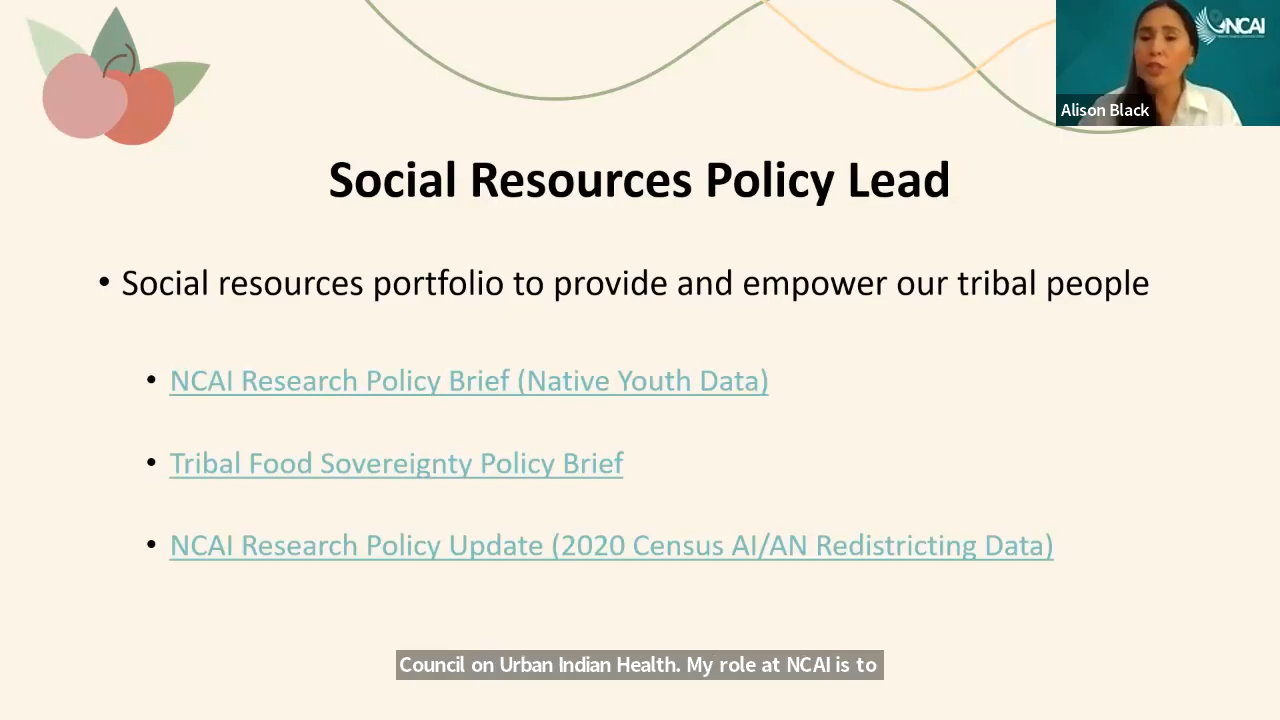 NCAI
Alison Black
Social Resources Policy Lead
• Social resources portfolio to provide and empower our tribal people
• NCAI Research Policy Brief (Native Youth Data)
• Tribal Food Sovereignty Policy Brief
• NCAI Research Policy Update (2020 Census AI/AN Redistricting Data)
Council on Urban Indian Health. My role at NCAI is to